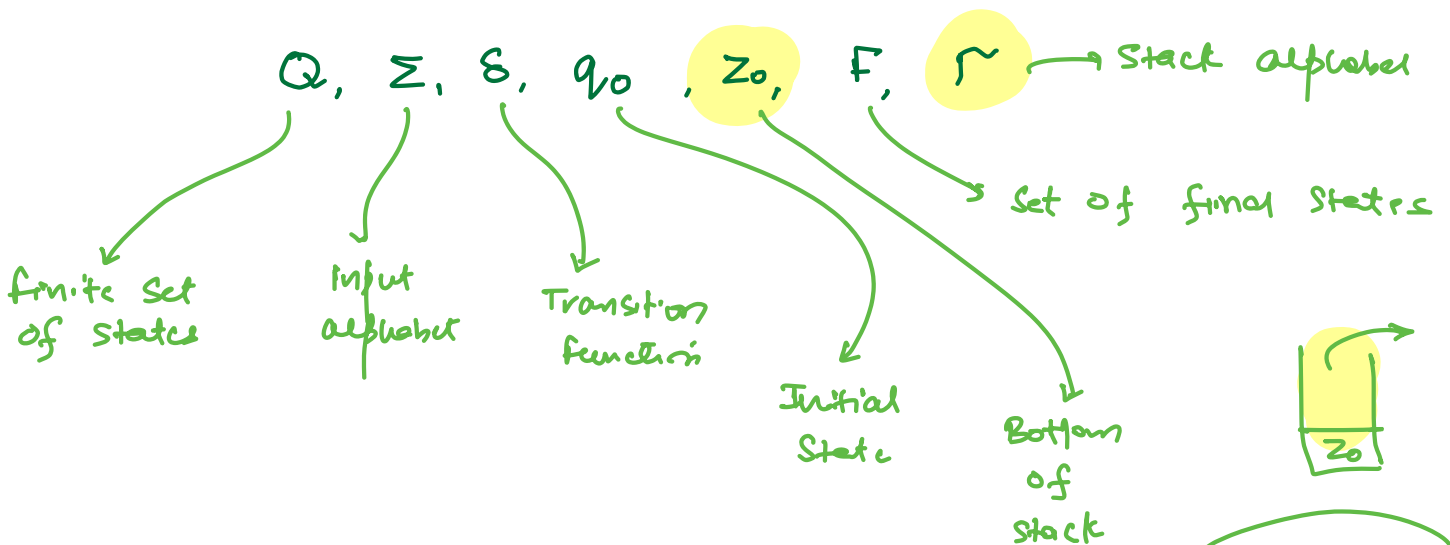 Q, Σ, δ, q₀, Z₀, F, Γ
Stack alphabet
Set of final States
finite set
of states
Input
alphabet
Transition
function
Initial
State
Bottom
of
stack
Z₀